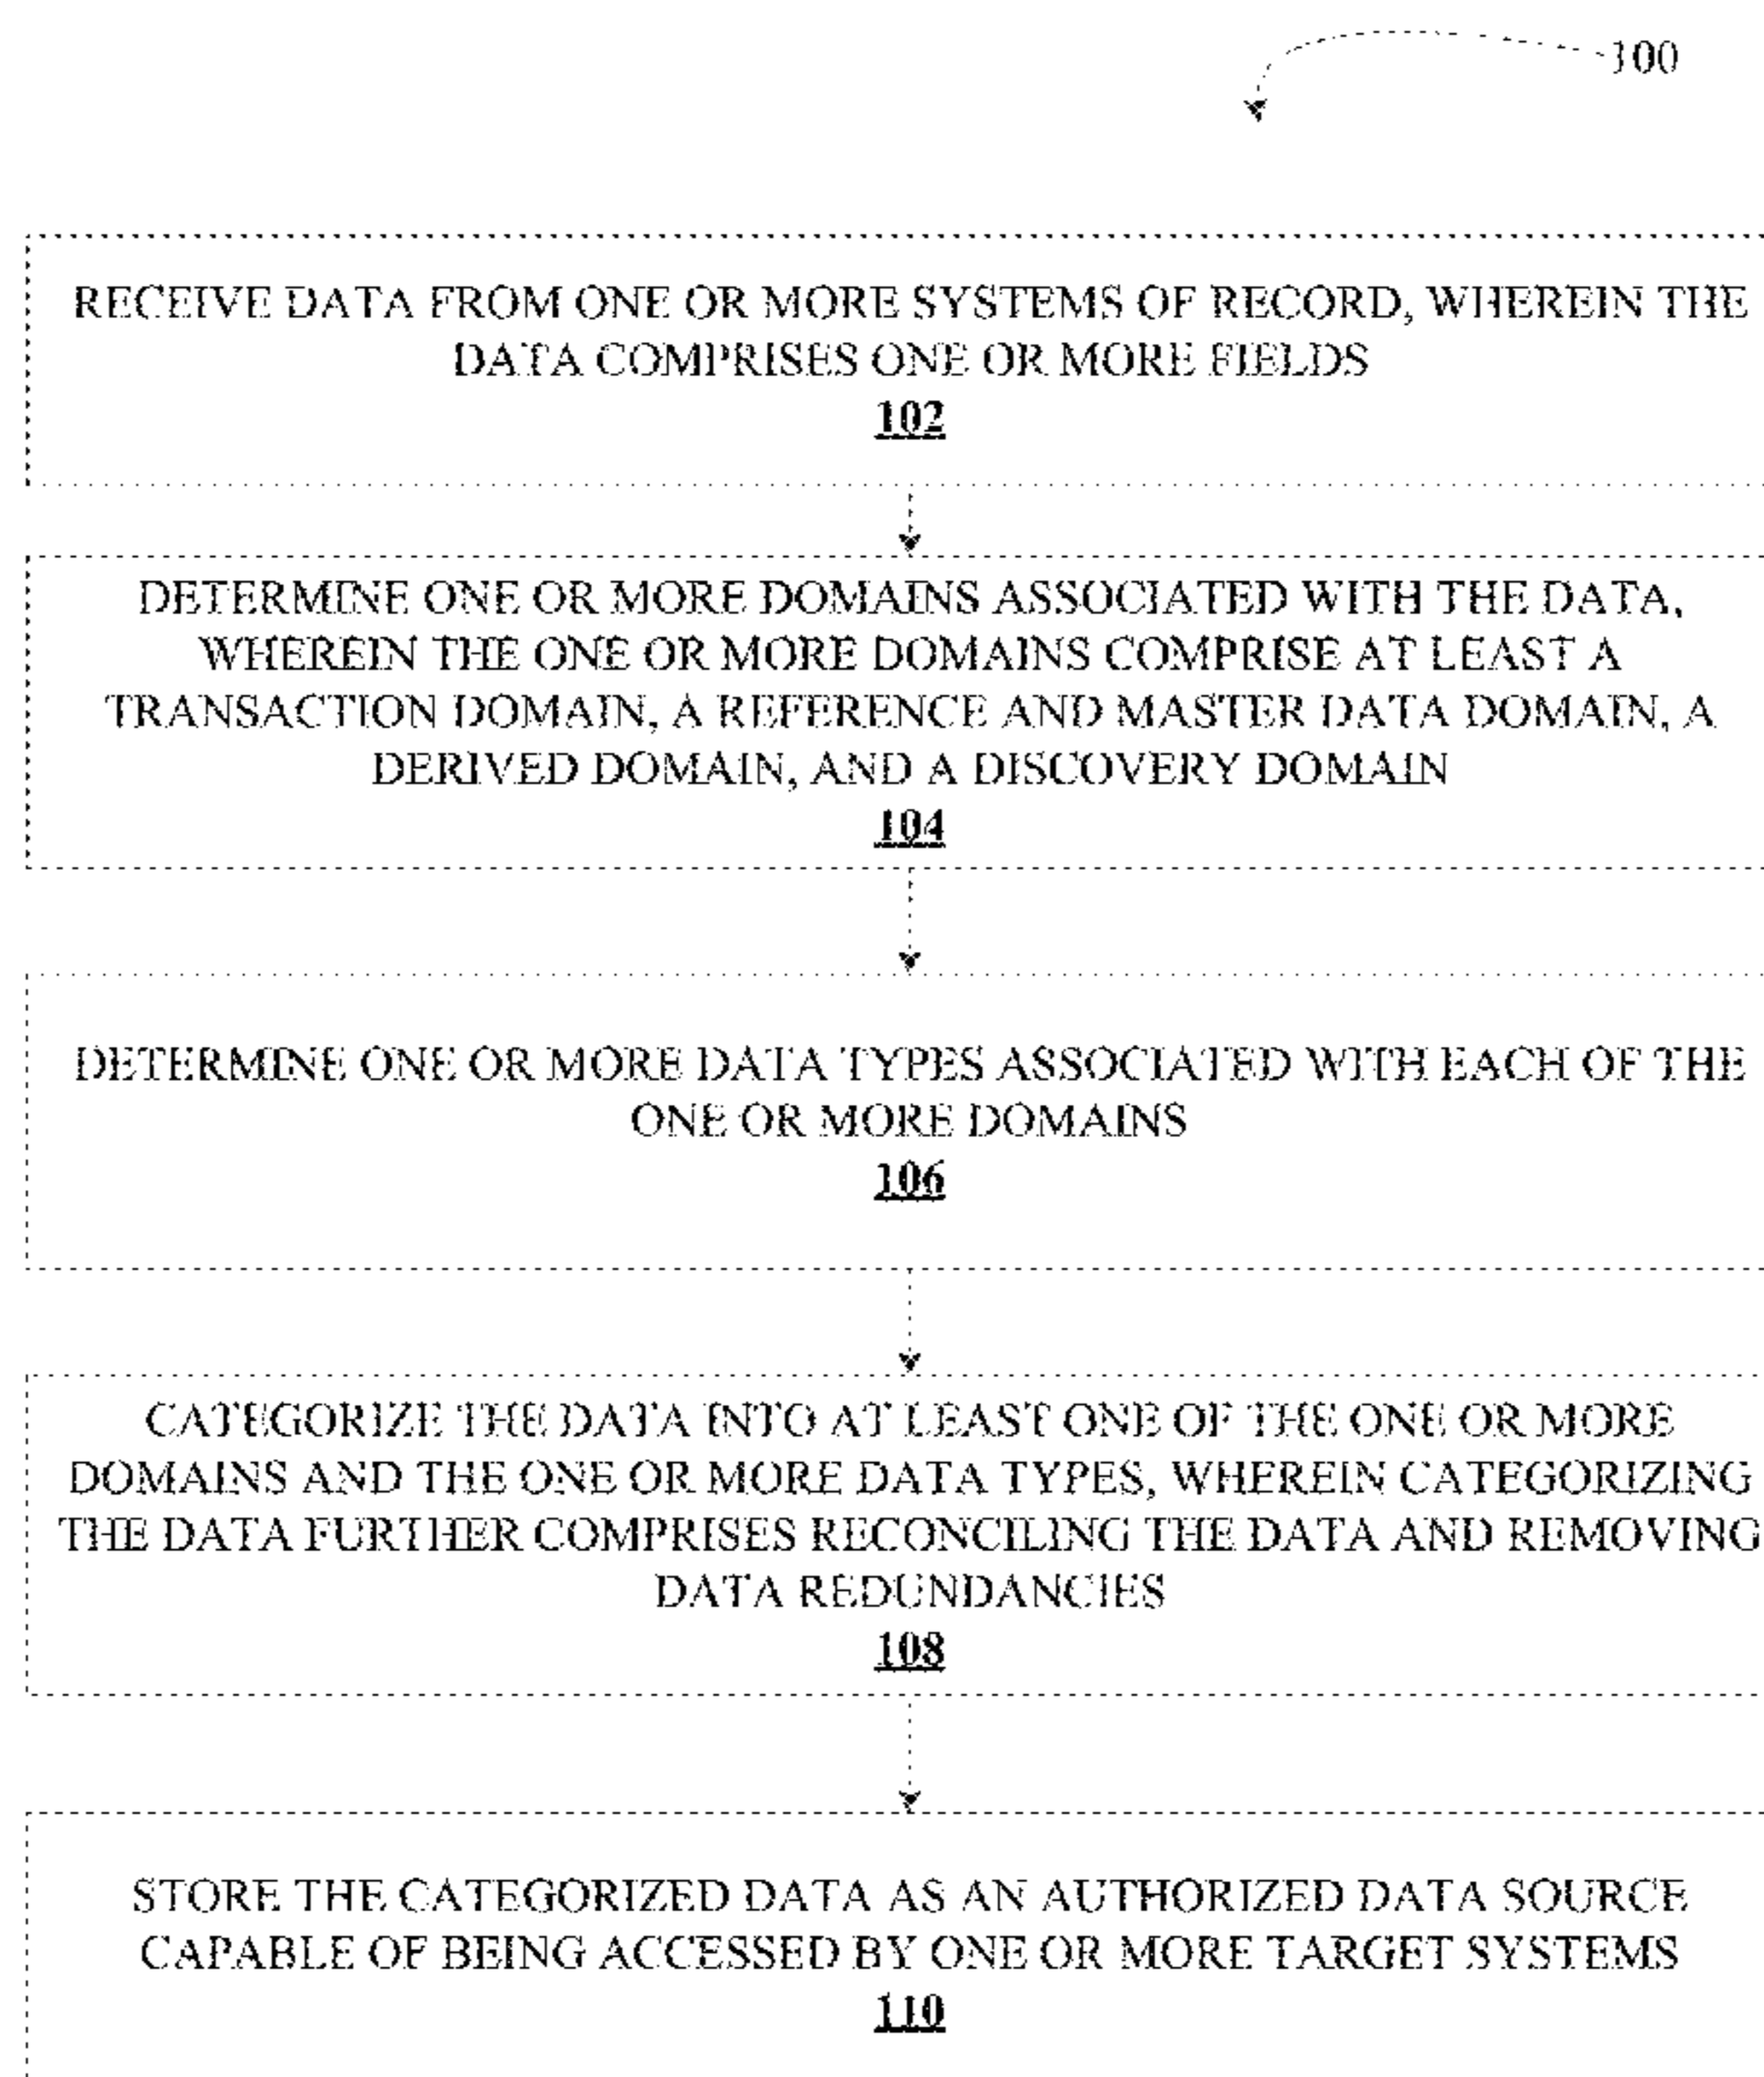 100
RECEIVE DATA FROM ONE OR MORE SYSTEMS OF RECORD, WHEREIN THE
DATA COMPRISES ONE OR MORE FIELDS
102
DETERMINE ONE OR MORE DOMAINS ASSOCIATED WITH THE DATA,
WHEREIN THE ONE OR MORE DOMAINS COMPRISE AT LEAST A
TRANSACTION DOMAIN, A REFERENCE AND MASTER DATA DOMAIN, A
DERIVED DOMAIN, AND A DISCOVERY DOMAIN
104
DETERMINE ONE OR MORE DATA TYPES ASSOCIATED WITH EACH OF THE
ONE OR MORE DOMAINS
106
CATEGORIZE THE DATA INTO AT LEAST ONE OF THE ONE OR MORE
DOMAINS AND THE ONE OR MORE DATA TYPES, WHEREIN CATEGORIZING
THE DATA FURTHER COMPRISES RECONCILING THE DATA AND REMOVING
DATA REDUNDANCIES
108
STORE THE CATEGORIZED DATA AS AN AUTHORIZED DATA SOURCE
CAPABLE OF BEING ACCESSED BY ONE OR MORE TARGET SYSTEMS
110